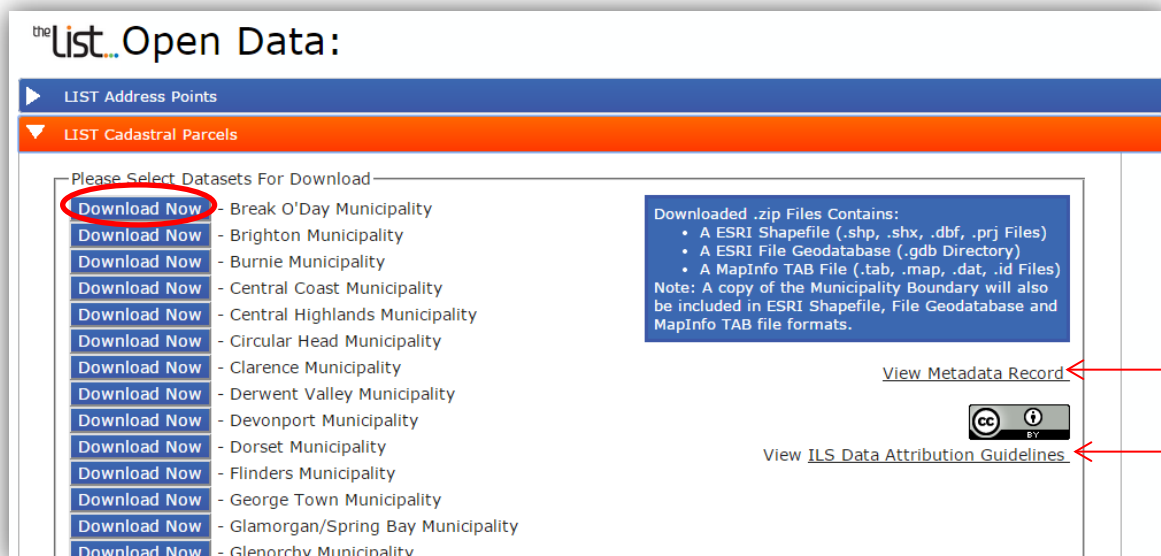 the List... Open Data:
LIST Address Points
LIST Cadastral Parcels
Please Select Datasets For Download
Download Now - Break O'Day Municipality
Download Now - Brighton Municipality
Download Now - Burnie Municipality
Download Now - Central Coast Municipality
Download Now - Central Highlands Municipality
Download Now - Circular Head Municipality
Download Now - Clarence Municipality
Download Now - Derwent Valley Municipality
Download Now - Devonport Municipality
Download Now - Dorset Municipality
Download Now - Flinders Municipality
Download Now - George Town Municipality
Download Now - Glamorgan/Spring Bay Municipality
Download Now - Glenorchy Municipality
Downloaded .zip Files Contains:
• A ESRI Shapefile (.shp, .shx, .dbf, .prj Files)
• A ESRI File Geodatabase (.gdb Directory)
• A MapInfo TAB File (.tab, .map, .dat, .id Files)
Note: A copy of the Municipality Boundary will also
be included in ESRI Shapefile, File Geodatabase and
MapInfo TAB file formats.
View Metadata Record
cc
BY
View ILS Data Attribution Guidelines